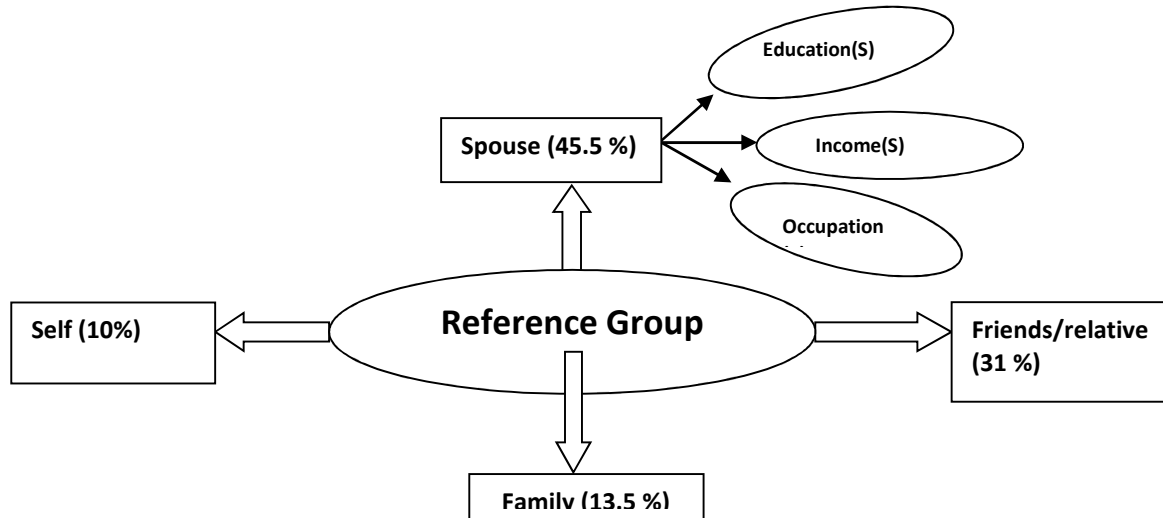 Education(S)
Spouse (45.5 %)
Income(S)
Occupation
Reference Group
Self (10%)
Friends/relative
(31 %)
Family (13.5 %)